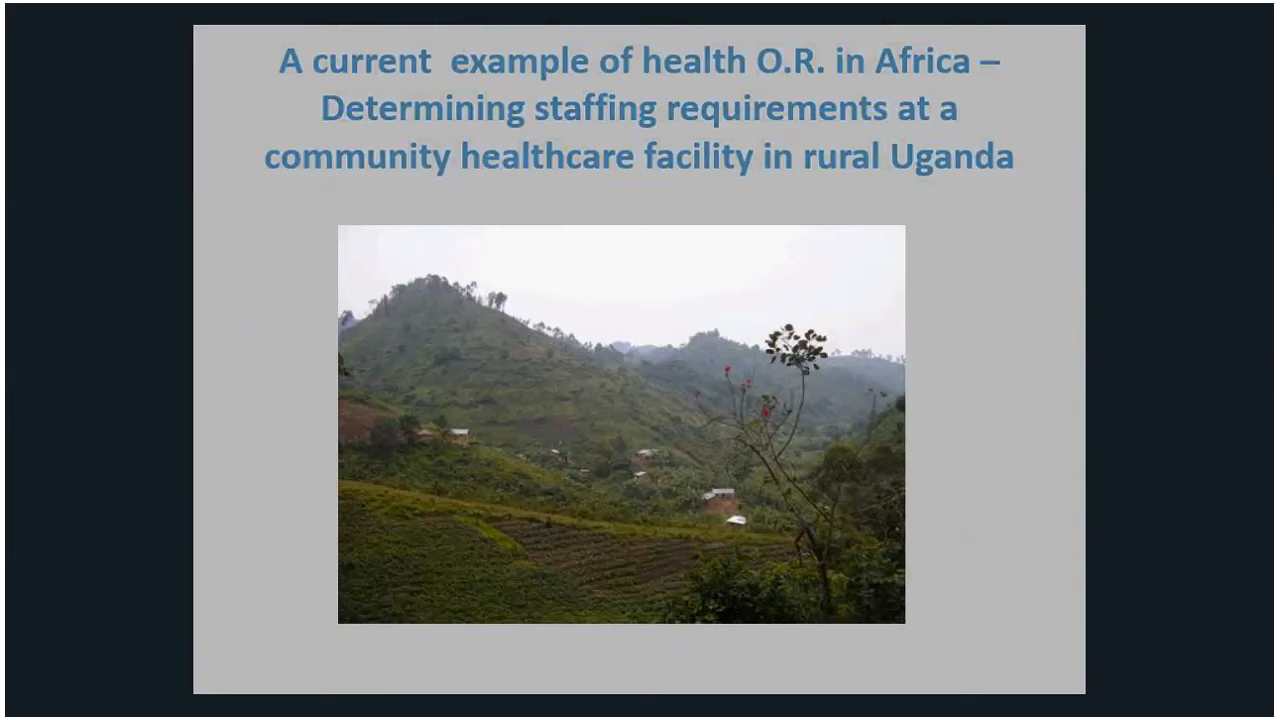 A current  example of health O.R. in Africa –
Determining staffing requirements at a
community healthcare facility in rural Uganda